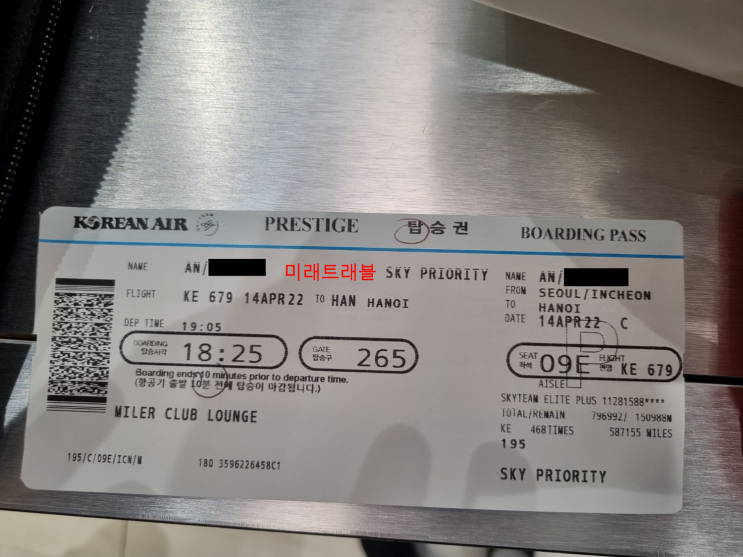 KOREAN AIR PRESTIGE 탑승권 BOARDING PASS
NAME AN/ 미래트래블 SKY PRIORITY
FLIGHT KE 679 14APR22 TO HAN HANOI
DEP TIME 19:05
BOARDING 탑승시각 18:25 GATE 탑승구 265
Boarding ends 10 minutes prior to departure time.
(항공기 출발 10분 전에 탑승이 마감됩니다.)
MILER CLUB LOUNGE
195/C/09E/ICN/M 180 3596226458C1
NAME AN/
FROM SEOUL/INCHEON
TO HANOI
DATE 14APR22 C
SEAT 좌석 09E FLIGHT 편명 KE 679
AISLE
SKYTEAM ELITE PLUS 11281588****
TOTAL/REMAIN 796992/ 150988M
KE 468TIMES 587155 MILES
195
SKY PRIORITY